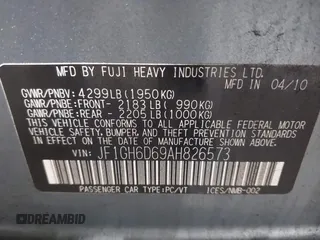 MFD. BY FUJI HEAVY INDUSTRIES LTD.
GVWR/PNBV: 4299LB (1950KG) MFD IN 04/10
GAWR/PNBE:FRONT- 2183LB ( 990KG)
GAWR/PNBE:REAR - 2205LB (1000KG)
THIS VEHICLE CONFORMS TO ALL APPLICABLE
FEDERAL MOTOR VEHICLE SAFETY, BUMPER,
AND THEFT PREVENTION STANDARDS IN EFFECT ON
THE DATE OF MANUFACTURE SHOWN ABOVE.
VIN: JF1GH6D69AH826573
PASSENGER CAR TYPE:PC/VT ICES/NMB-002
© DREAMBID
DREAMBID.COM